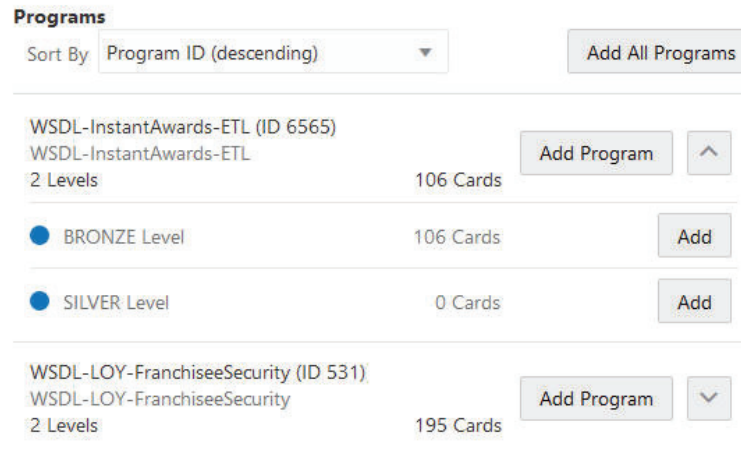 Programs
Sort By Program ID (descending) Add All Programs
WSDL-InstantAwards-ETL (ID 6565)
WSDL-InstantAwards-ETL Add Program
2 Levels 106 Cards
BRONZE Level 106 Cards Add
SILVER Level 0 Cards Add
WSDL-LOY-FranchiseeSecurity (ID 531)
WSDL-LOY-FranchiseeSecurity Add Program
2 Levels 195 Cards